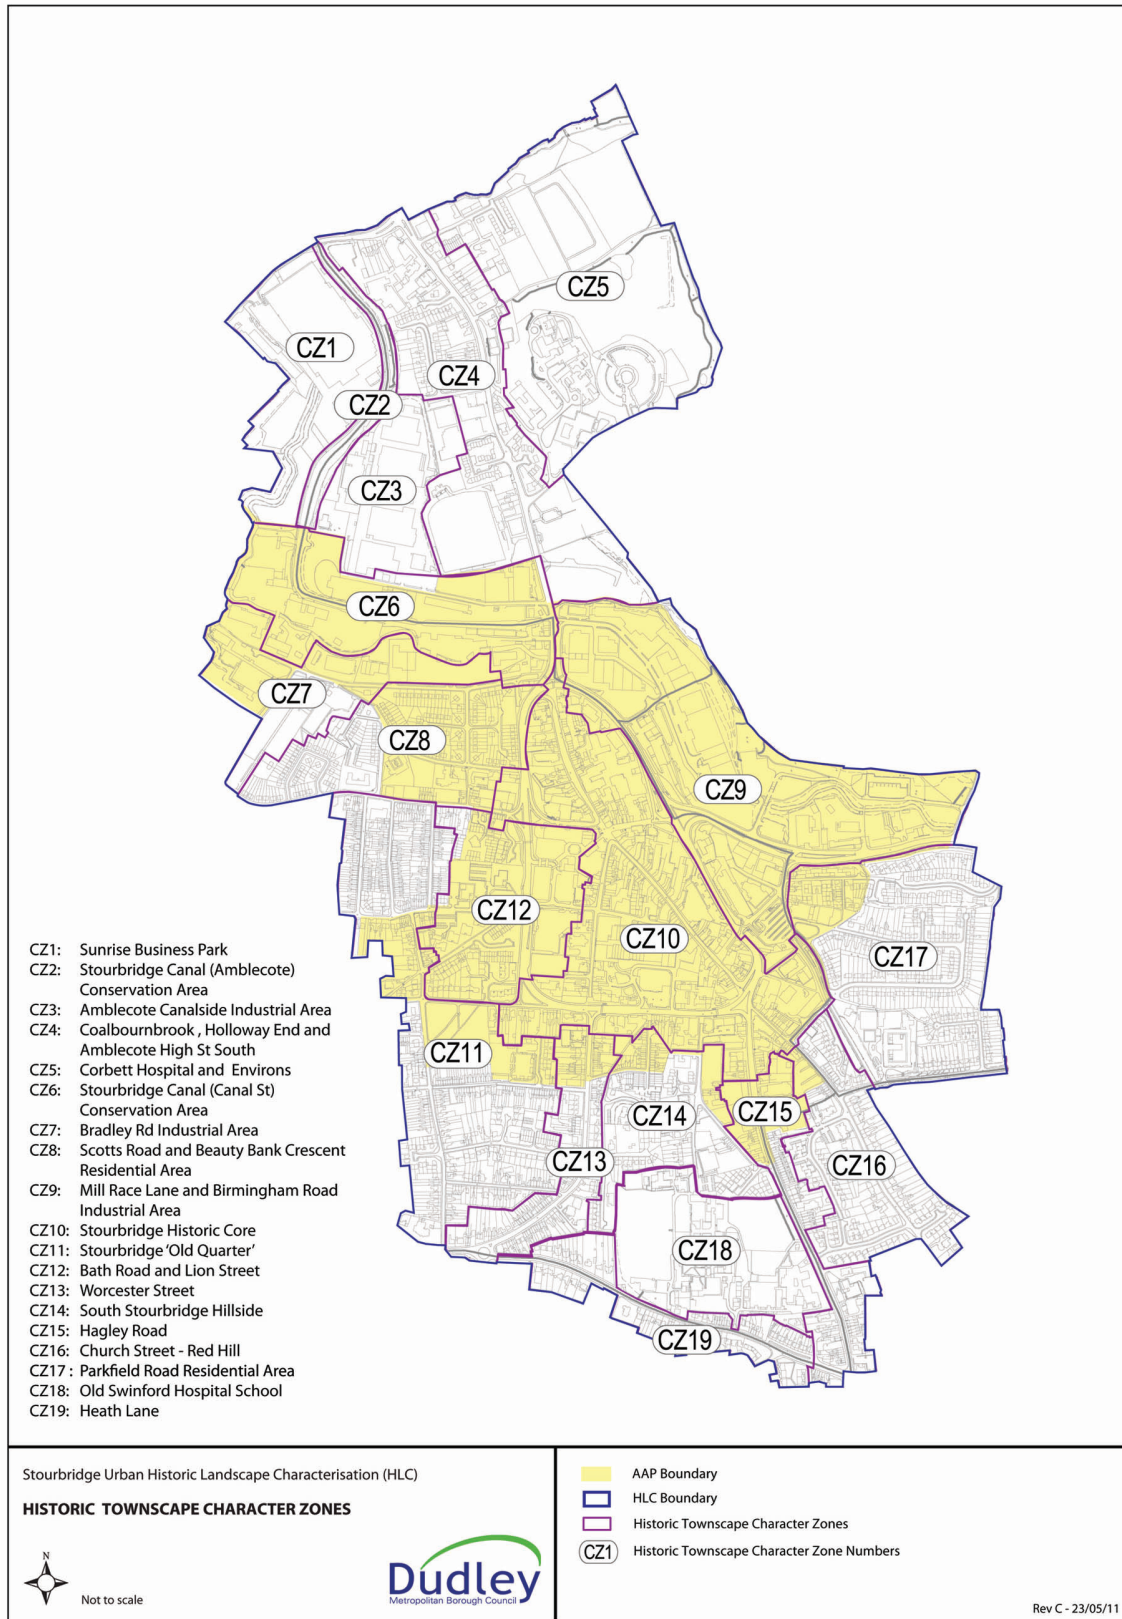 CZ5
CZ1
CZ4
CZ2
CZ3
CZ6
CZ7
CZ8
CZ9
CZ12
CZ10
CZ17
CZ11
CZ14
CZ15
CZ13
CZ16
CZ18
CZ19
CZ1: Sunrise Business Park
CZ2: Stourbridge Canal (Amblecote)
Conservation Area
CZ3: Amblecote Canalside Industrial Area
CZ4: Coalbournbrook , Holloway End and
Amblecote High St South
CZ5: Corbett Hospital and Environs
CZ6: Stourbridge Canal (Canal St)
Conservation Area
CZ7: Bradley Rd Industrial Area
CZ8: Scotts Road and Beauty Bank Crescent
Residential Area
CZ9: Mill Race Lane and Birmingham Road
Industrial Area
CZ10: Stourbridge Historic Core
CZ11: Stourbridge 'Old Quarter'
CZ12: Bath Road and Lion Street
CZ13: Worcester Street
CZ14: South Stourbridge Hillside
CZ15: Hagley Road
CZ16: Church Street - Red Hill
CZ17 : Parkfield Road Residential Area
CZ18: Old Swinford Hospital School
CZ19: Heath Lane
Stourbridge Urban Historic Landscape Characterisation (HLC)
HISTORIC TOWNSCAPE CHARACTER ZONES
N
Not to scale
Dudley
Metropolitan Borough Council
AAP Boundary
HLC Boundary
Historic Townscape Character Zones
CZ1 Historic Townscape Character Zone Numbers
Rev C - 23/05/11